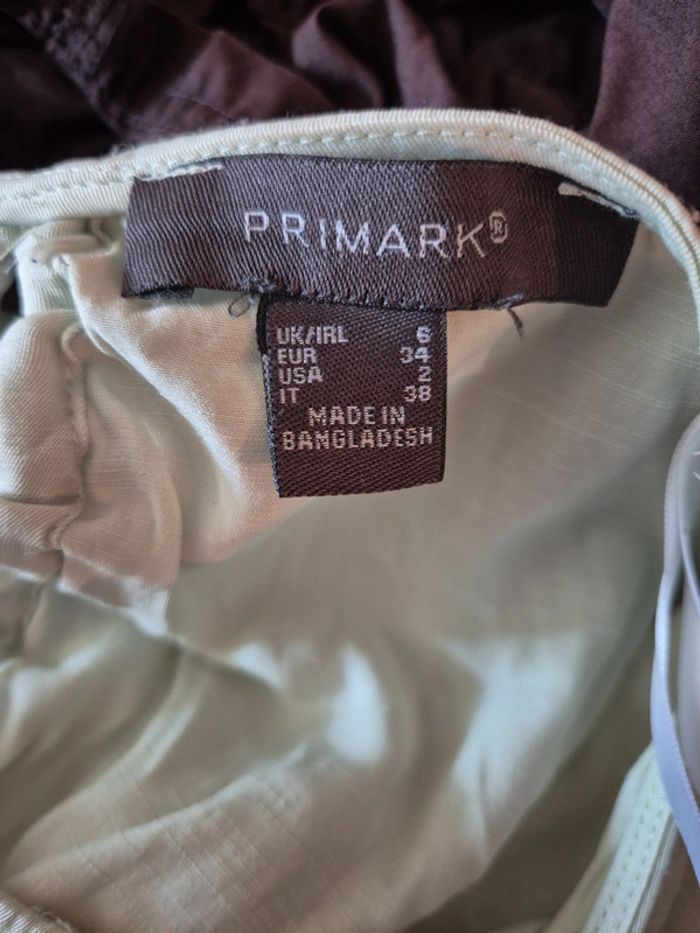 PRIMARK®
UK/IRL 6
EUR 34
USA 2
IT 38
MADE IN
BANGLADESH